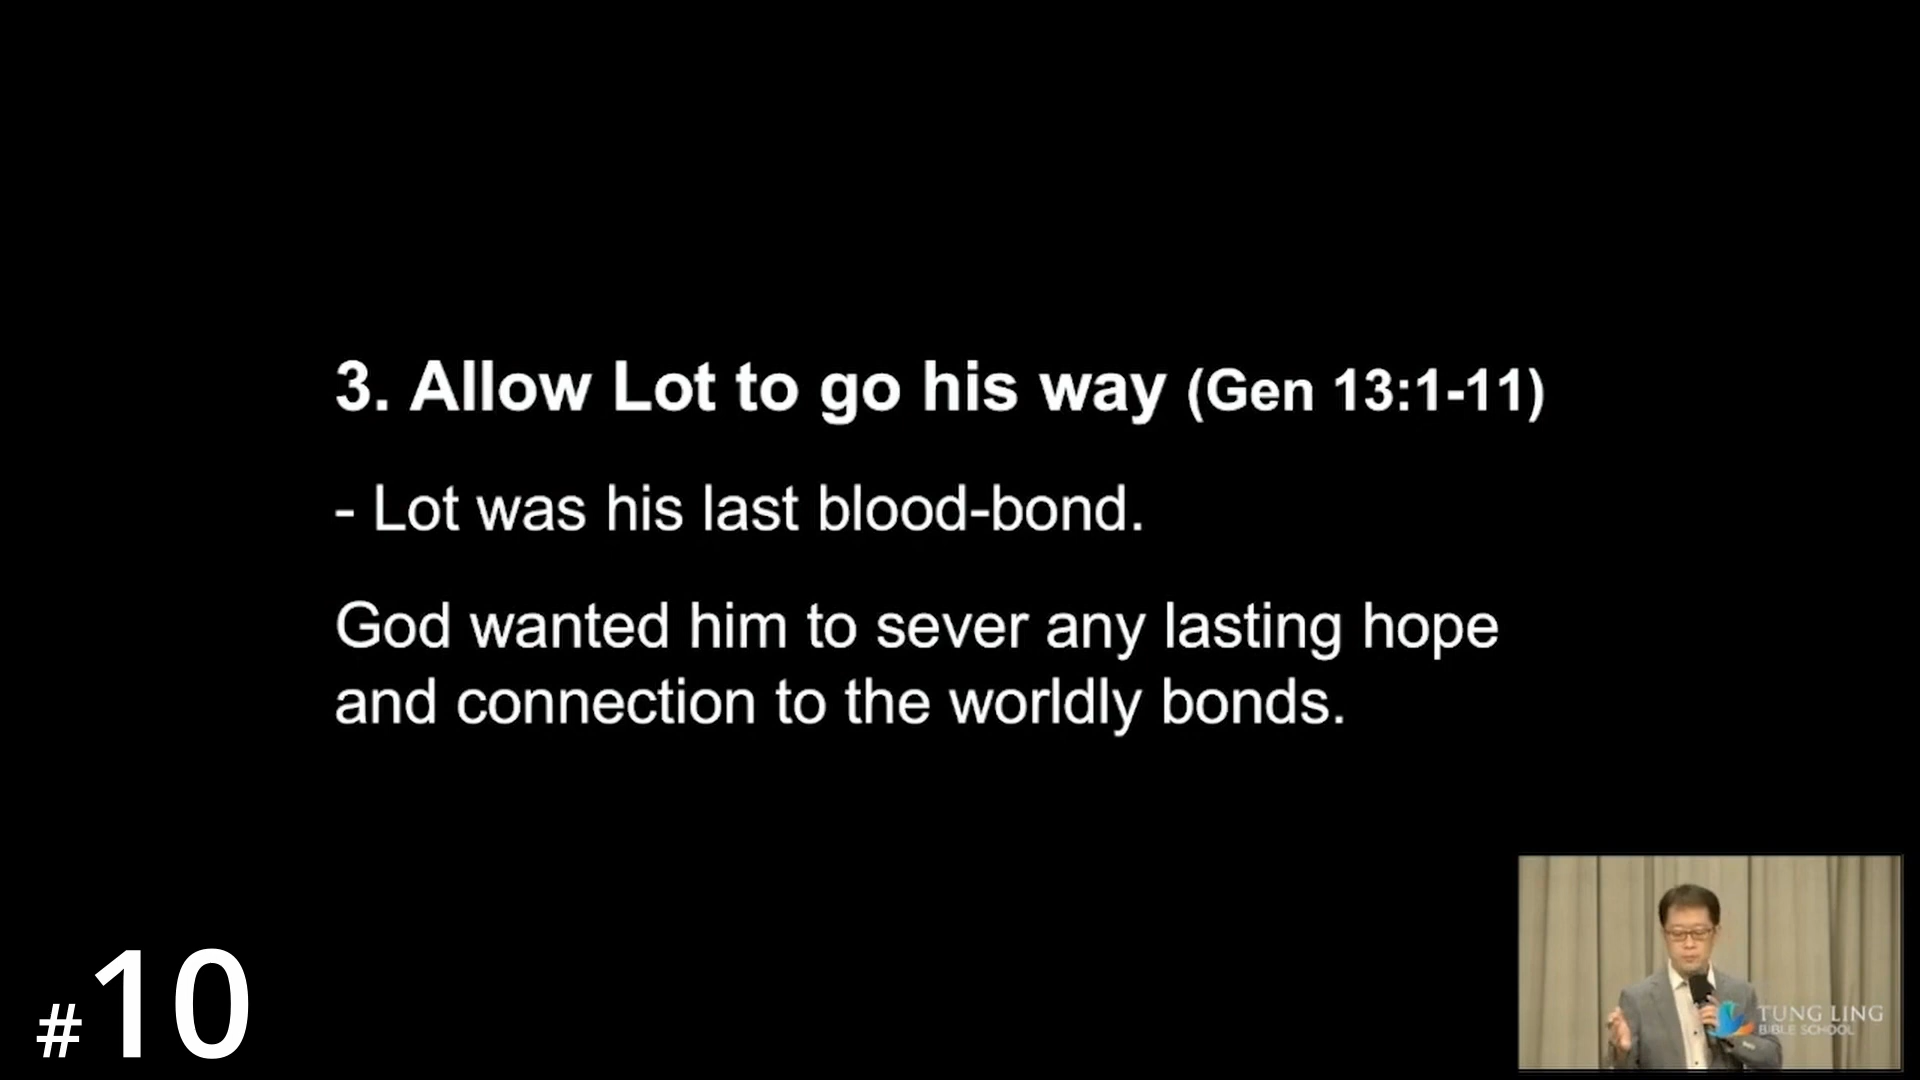 3. Allow Lot to go his way (Gen 13:1-11)
- Lot was his last blood-bond.
God wanted him to sever any lasting hope
and connection to the worldly bonds.
#10
TUNG LING
BIBLE SCHOOL